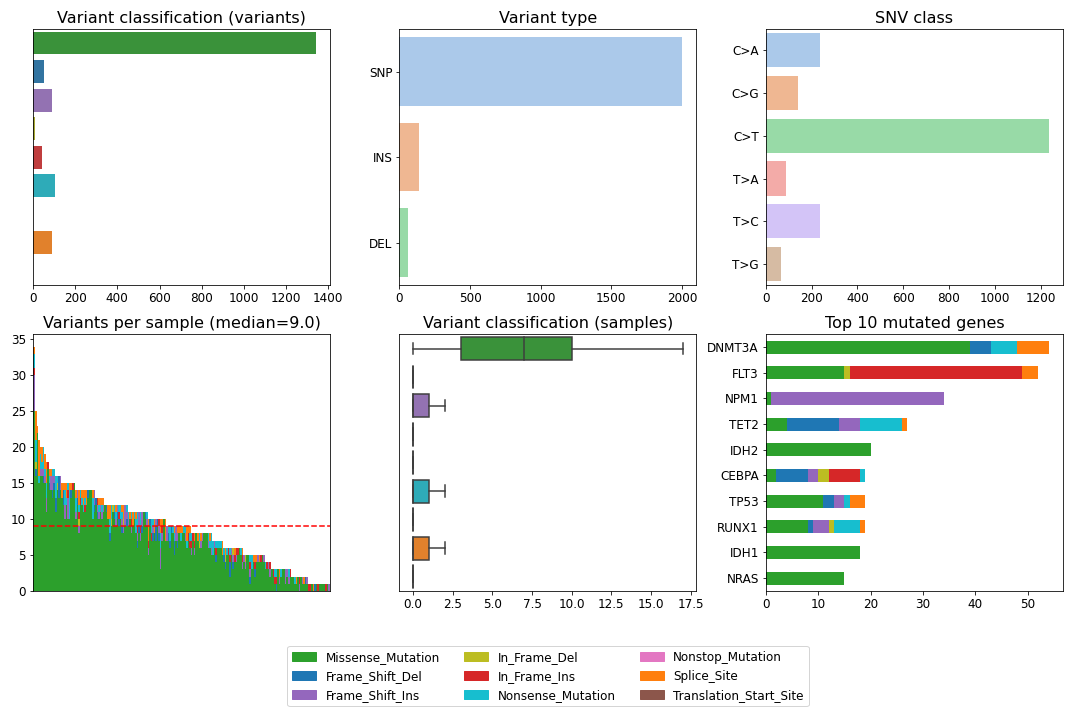 Variant classification (variants)
0 200 400 600 800 1000 1200 1400
Variant type
SNP
INS
DEL
0 500 1000 1500 2000
SNV class
C>A
C>G
C>T
T>A
T>C
T>G
0 200 400 600 800 1000 1200
Variants per sample (median=9.0)
35
30
25
20
15
10
5
0
Variant classification (samples)
0.0 2.5 5.0 7.5 10.0 12.5 15.0 17.5
Top 10 mutated genes
DNMT3A
FLT3
NPM1
TET2
IDH2
CEBPA
TP53
RUNX1
IDH1
NRAS
0 10 20 30 40 50
Missense_Mutation
Frame_Shift_Del
Frame_Shift_Ins
In_Frame_Del
In_Frame_Ins
Nonsense_Mutation
Nonstop_Mutation
Splice_Site
Translation_Start_Site